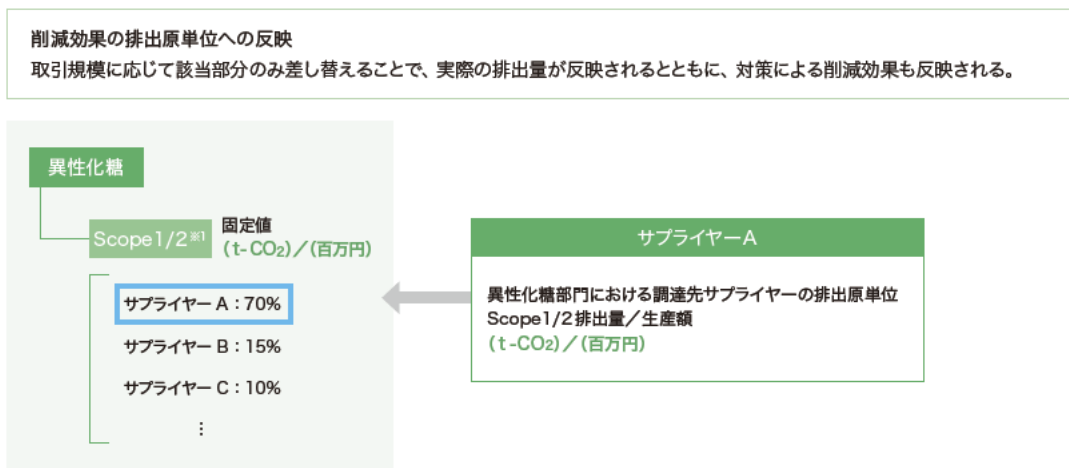 削減効果の排出原単位への反映
取引規模に応じて該当部分のみ差し替えることで、実際の排出量が反映されるとともに、対策による削減効果も反映される。
異性化糖
Scope1/2※1
固定値
(t-CO₂)／(百万円)
サプライヤー A：70%
サプライヤー B：15%
サプライヤー C：10%
⋮
サプライヤーA
異性化糖部門における調達先サプライヤーの排出原単位
Scope1/2排出量／生産額
(t-CO₂)／(百万円)